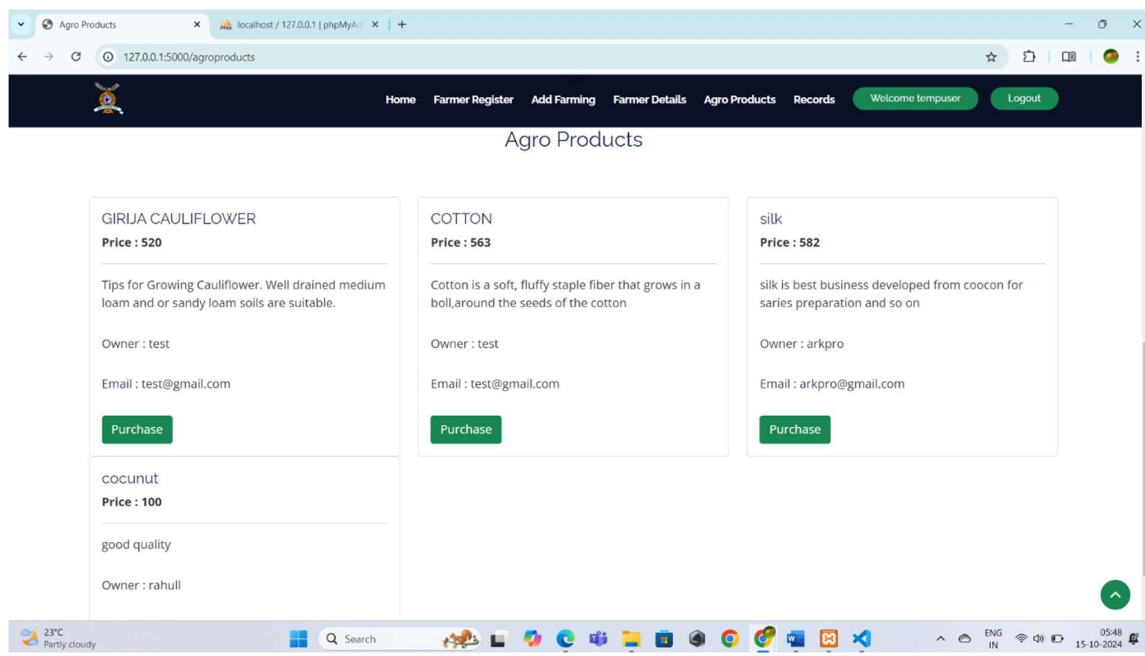 Agro Products
localhost / 127.0.0.1 | phpMyAd
127.0.0.1:5000/agroproducts
Home Farmer Register Add Farming Farmer Details Agro Products Records Welcome tempuser Logout
Agro Products
GIRIJA CAULIFLOWER
Price : 520
Tips for Growing Cauliflower. Well drained medium
loam and or sandy loam soils are suitable.
Owner : test
Email : test@gmail.com
Purchase
COTTON
Price : 563
Cotton is a soft, fluffy staple fiber that grows in a
boll,around the seeds of the cotton
Owner : test
Email : test@gmail.com
Purchase
silk
Price : 582
silk is best business developed from coocon for
saries preparation and so on
Owner : arkpro
Email : arkpro@gmail.com
Purchase
cocunut
Price : 100
good quality
Owner : rahull
23°C
Partly cloudy
Search
ENG
IN
05:48
15-10-2024